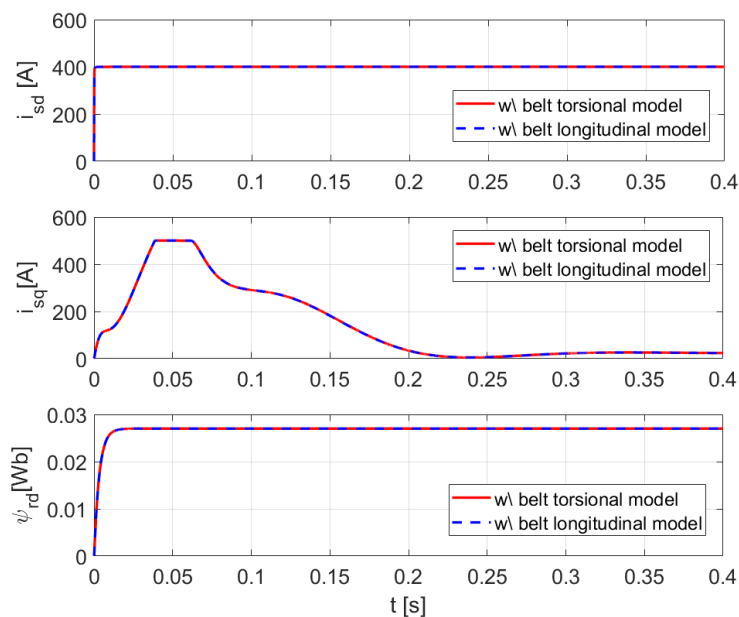 600
400
200
0
i_sd [A]
w\ belt torsional model
w\ belt longitudinal model
0 0.05 0.1 0.15 0.2 0.25 0.3 0.35 0.4
600
400
200
0
i_sq[A]
w\ belt torsional model
w\ belt longitudinal model
0 0.05 0.1 0.15 0.2 0.25 0.3 0.35 0.4
0.03
0.02
0.01
0
ψ_rd[Wb]
w\ belt torsional model
w\ belt longitudinal model
0 0.05 0.1 0.15 0.2 0.25 0.3 0.35 0.4
t [s]